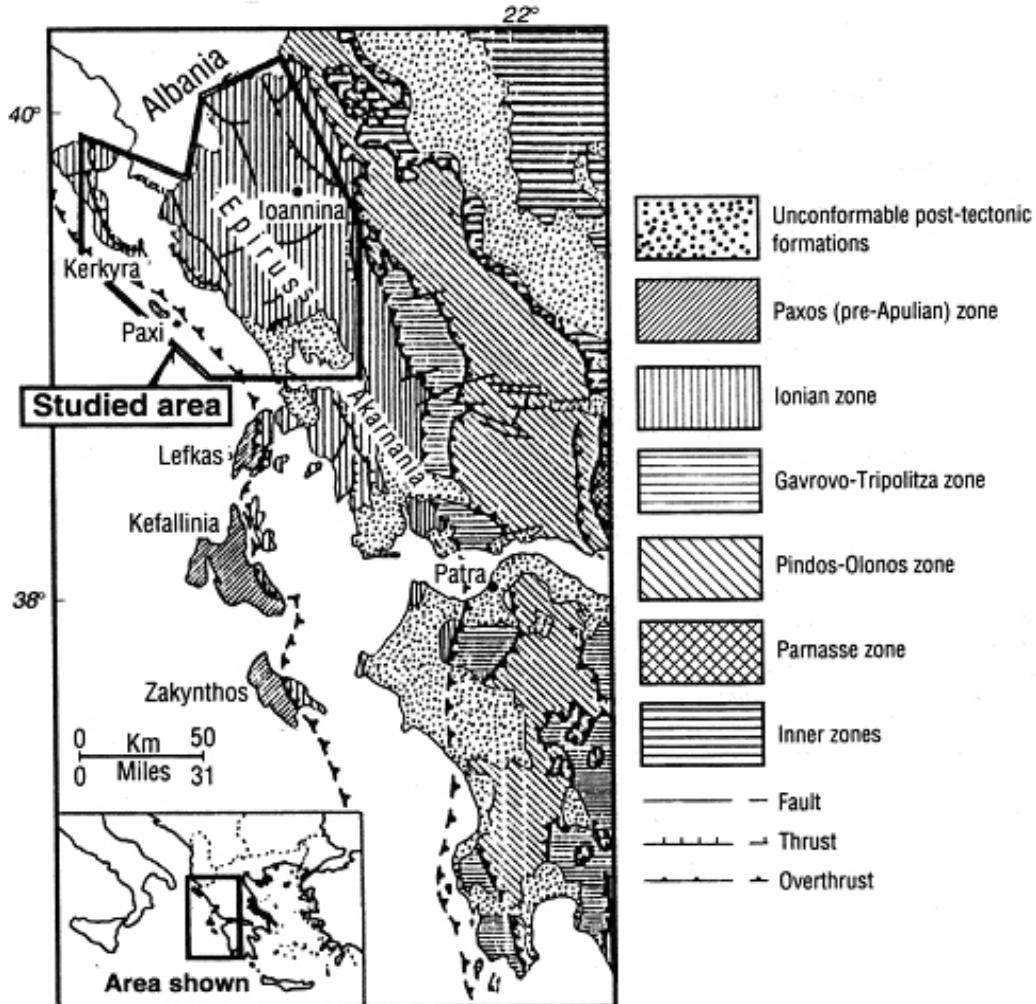 22°
40°
Albania
Ioannina
Epirus
Kerkyra
Paxi
Studied area
Akarnania
Lefkas
Kefallinia
38°
Patra
Zakynthos
0 Km 50
0 Miles 31
Area shown
Unconformable post-tectonic
formations
Paxos (pre-Apulian) zone
Ionian zone
Gavrovo-Tripolitza zone
Pindos-Olonos zone
Parnasse zone
Inner zones
Fault
Thrust
Overthrust